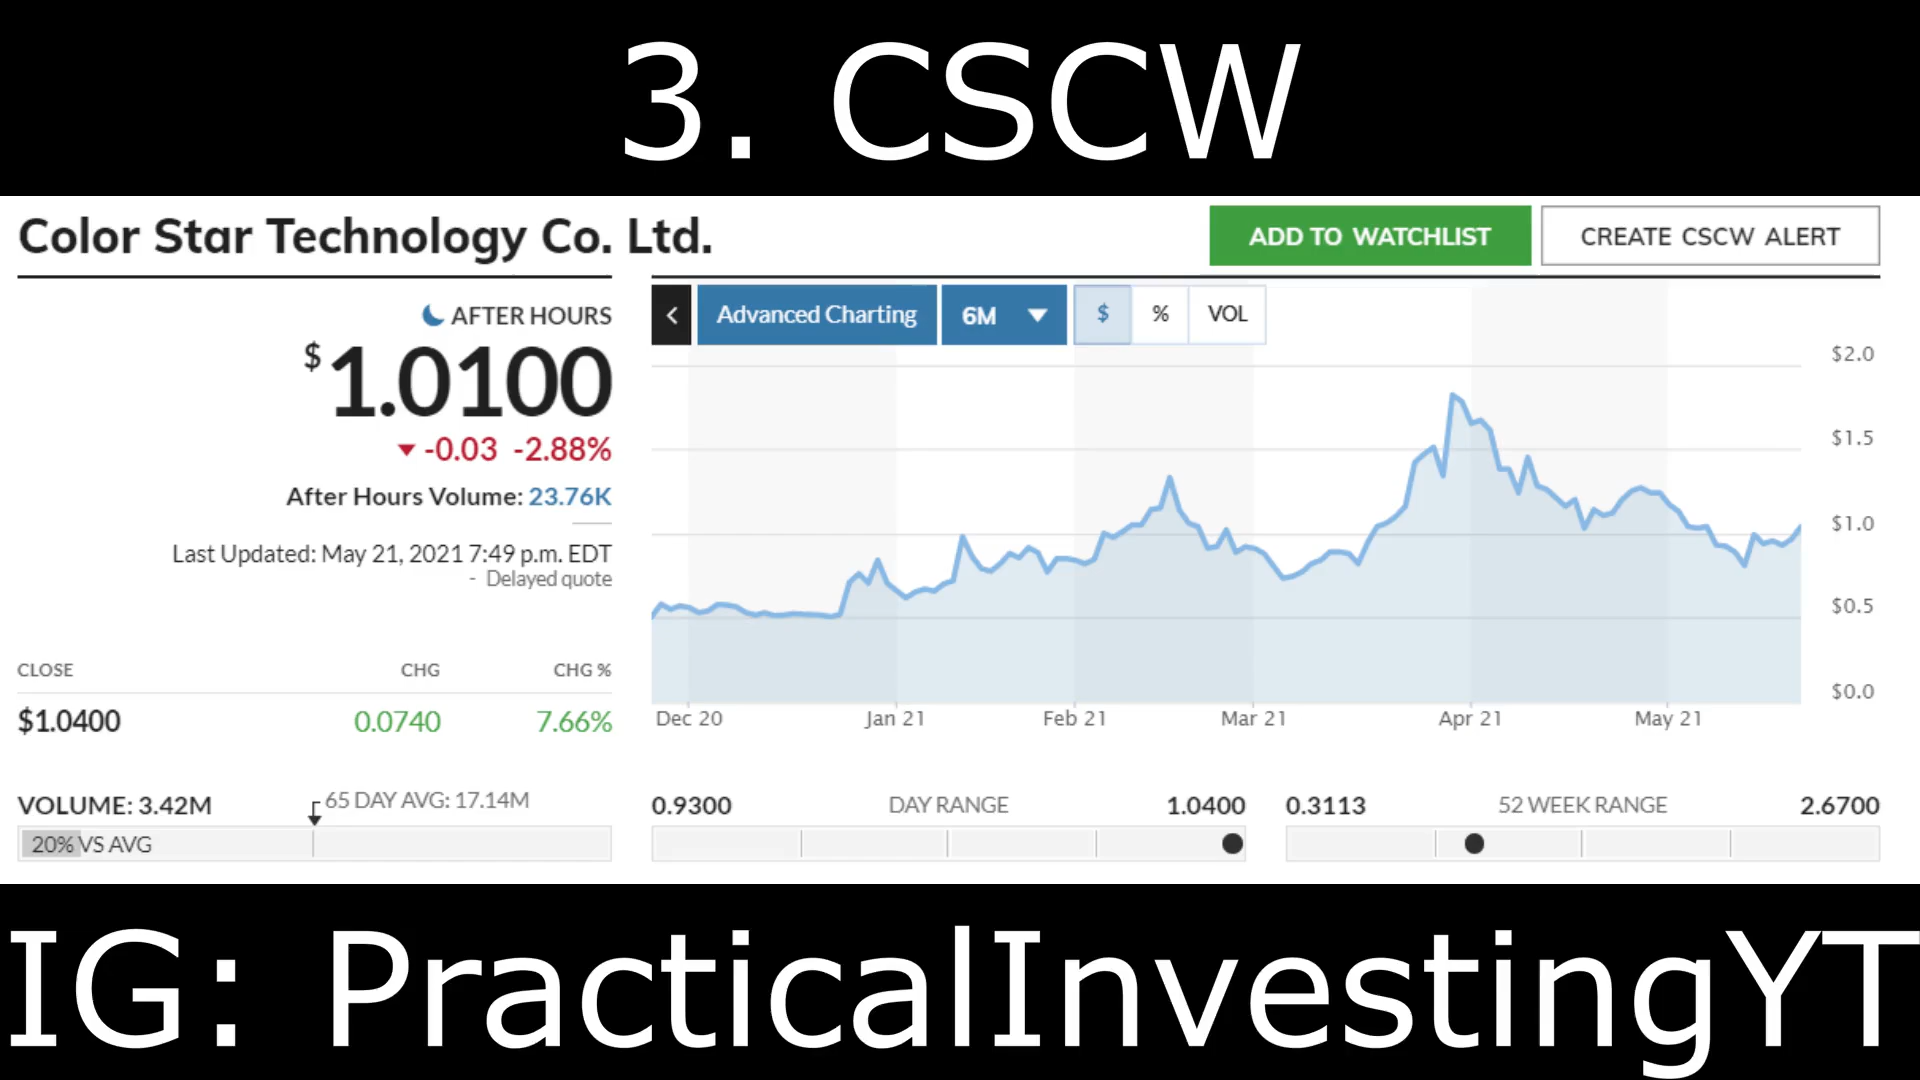 3. CSCW
Color Star Technology Co. Ltd.
ADD TO WATCHLIST
CREATE CSCW ALERT
AFTER HOURS
$1.0100
-0.03 -2.88%
After Hours Volume: 23.76K
Last Updated: May 21, 2021 7:49 p.m. EDT
- Delayed quote
CLOSE CHG CHG %
$1.0400 0.0740 7.66%
VOLUME: 3.42M
65 DAY AVG: 17.14M
20% VS AVG
< Advanced Charting 6M $ % VOL
$2.0
$1.5
$1.0
$0.5
$0.0
Dec 20 Jan 21 Feb 21 Mar 21 Apr 21 May 21
0.9300 DAY RANGE 1.0400
0.3113 52 WEEK RANGE 2.6700
IG: PracticalInvestingYT